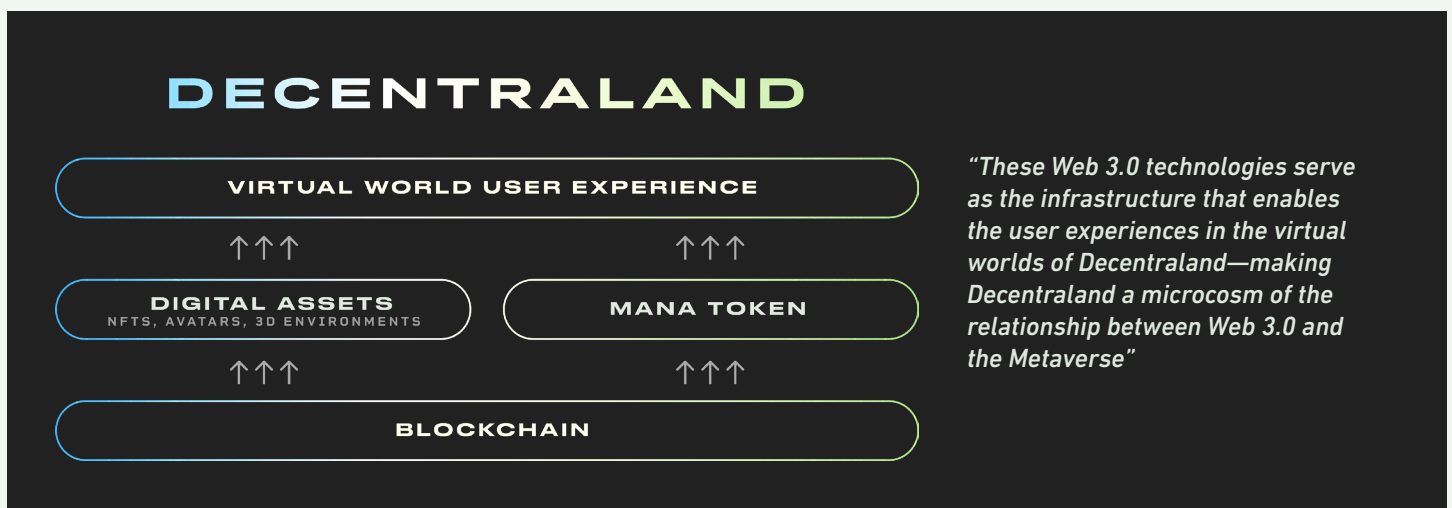 DECENTRALAND
VIRTUAL WORLD USER EXPERIENCE
↑↑↑ ↑↑↑
DIGITAL ASSETS
NFTS, AVATARS, 3D ENVIRONMENTS
MANA TOKEN
↑↑↑ ↑↑↑
BLOCKCHAIN
“These Web 3.0 technologies serve
as the infrastructure that enables
the user experiences in the virtual
worlds of Decentraland—making
Decentraland a microcosm of the
relationship between Web 3.0 and
the Metaverse”